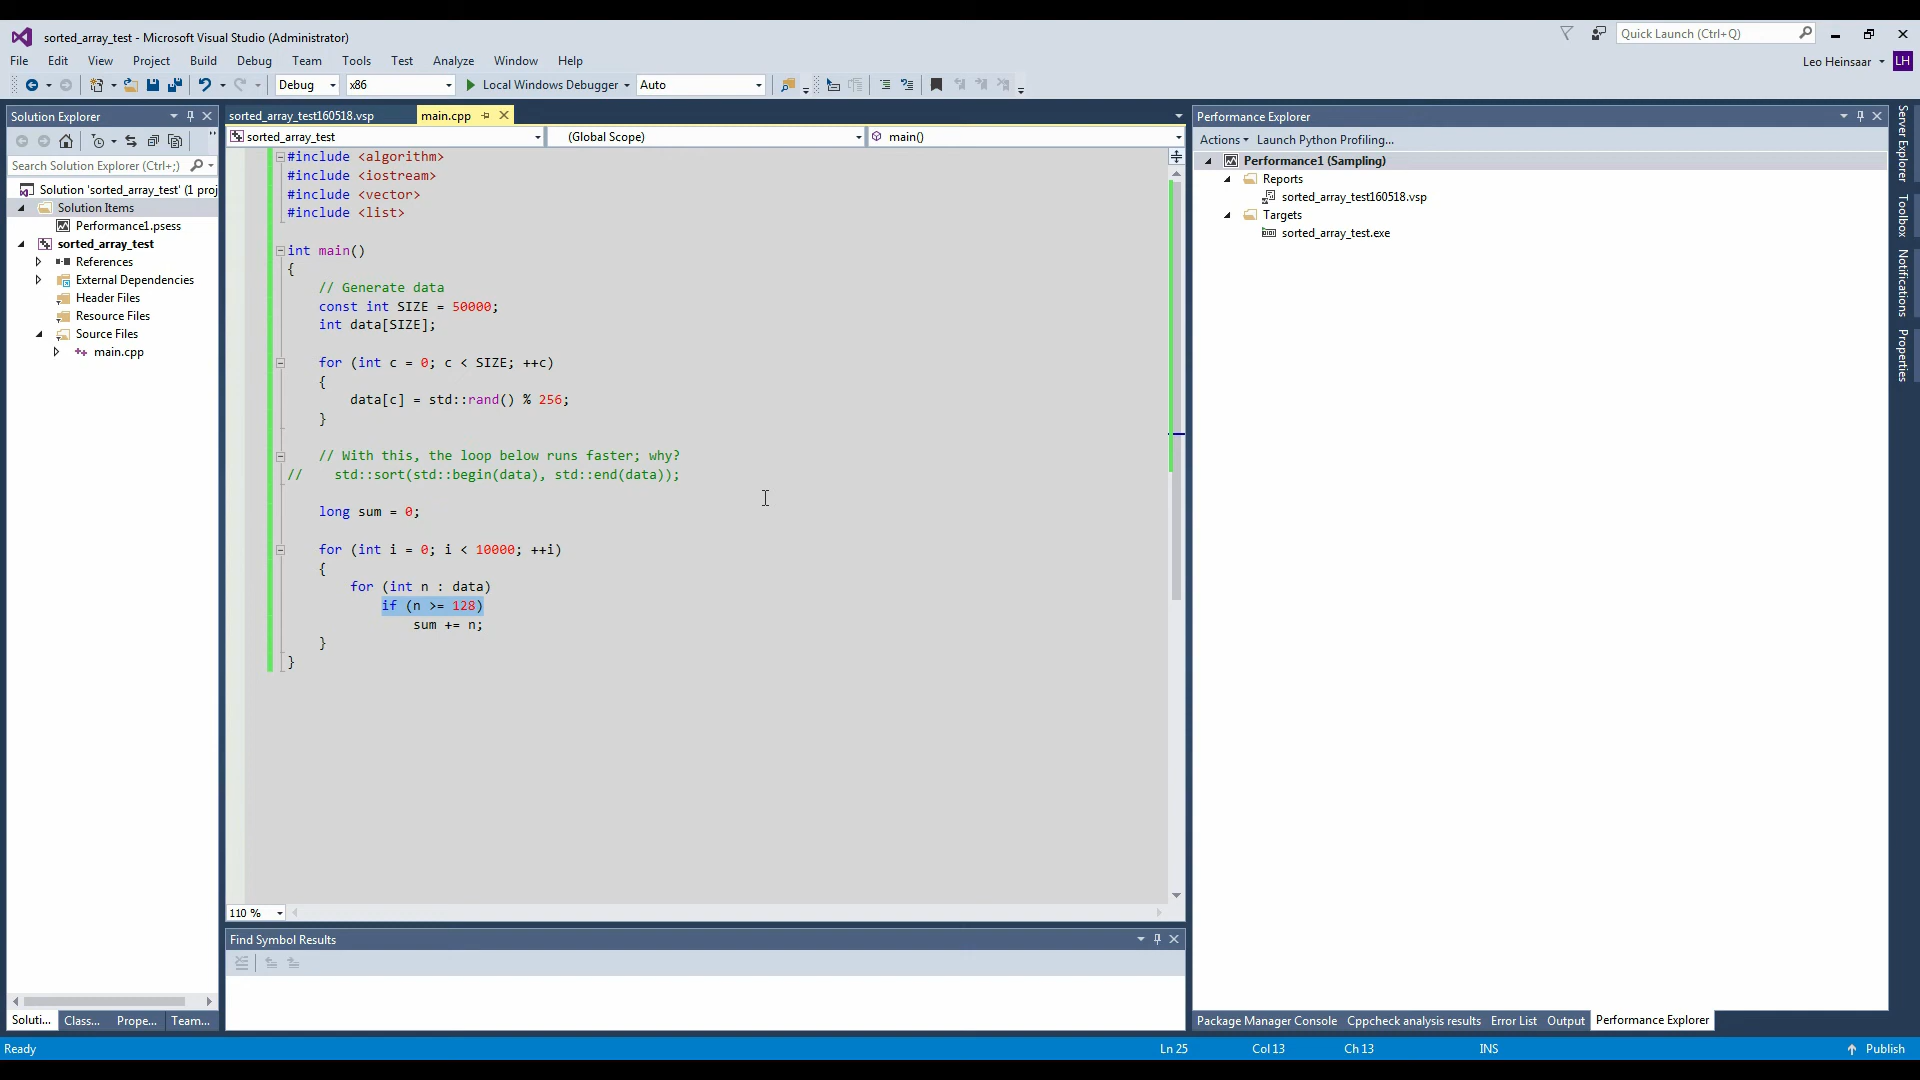 sorted_array_test - Microsoft Visual Studio (Administrator)
Quick Launch (Ctrl+Q)
File Edit View Project Build Debug Team Tools Test Analyze Window Help
Leo Heinsaar LH
Debug x86 Local Windows Debugger Auto
Solution Explorer
Search Solution Explorer (Ctrl+;)
Solution 'sorted_array_test' (1 proj
Solution Items
Performance1.psess
sorted_array_test
References
External Dependencies
Header Files
Resource Files
Source Files
main.cpp
Soluti... Class... Prope... Team...
sorted_array_test160518.vsp main.cpp
sorted_array_test (Global Scope) main()
#include <algorithm>
#include <iostream>
#include <vector>
#include <list>
int main()
{
// Generate data
const int SIZE = 50000;
int data[SIZE];
for (int c = 0; c < SIZE; ++c)
{
data[c] = std::rand() % 256;
}
// With this, the loop below runs faster; why?
// std::sort(std::begin(data), std::end(data));
long sum = 0;
for (int i = 0; i < 10000; ++i)
{
for (int n : data)
if (n >= 128)
sum += n;
}
}
110 %
Find Symbol Results
Performance Explorer
Actions Launch Python Profiling...
Performance1 (Sampling)
Reports
sorted_array_test160518.vsp
Targets
sorted_array_test.exe
Package Manager Console Cppcheck analysis results Error List Output Performance Explorer
Server Explorer
Toolbox
Notifications
Properties
Ready Ln 25 Col 13 Ch 13 INS Publish